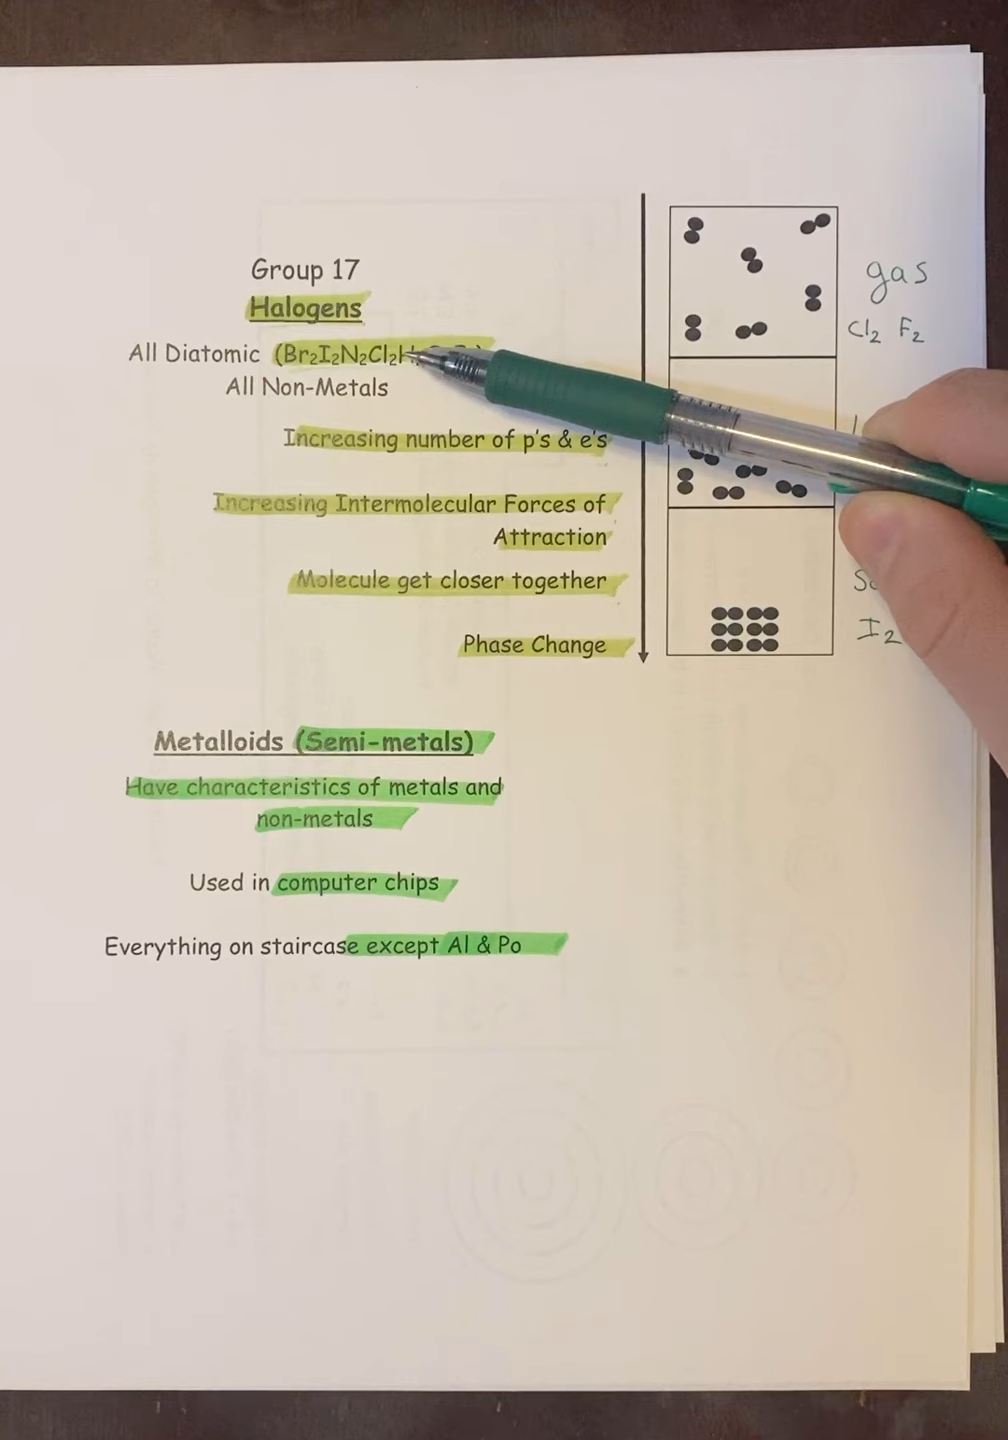 Group 17
Halogens
All Diatomic (Br₂I₂N₂Cl₂
All Non-Metals
Increasing number of p's & e's
Increasing Intermolecular Forces of
Attraction
Molecule get closer together
Phase Change
gas
Cl₂ F₂
I₂
Metalloids (Semi-metals)
Have characteristics of metals and
non-metals
Used in computer chips
Everything on staircase except Al & Po